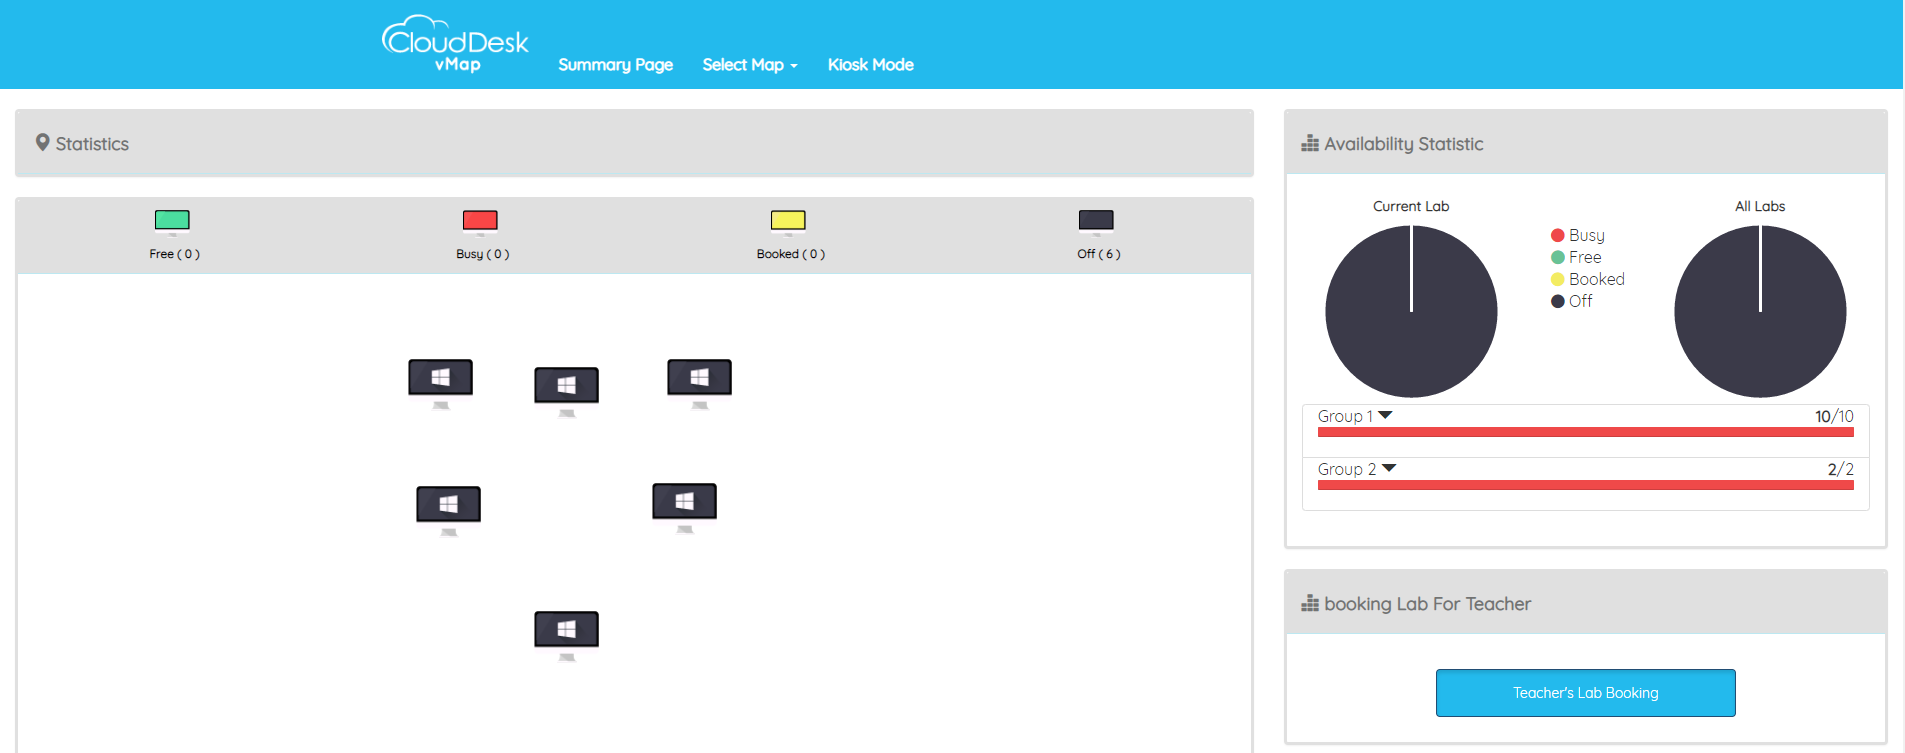 CloudDesk
vMap
Summary Page
Select Map
Kiosk Mode
Statistics
Free ( 0 )
Busy ( 0 )
Booked ( 0 )
Off ( 6 )
Availability Statistic
Current Lab
Busy
Free
Booked
Off
All Labs
Group 1
10/10
Group 2
2/2
booking Lab For Teacher
Teacher's Lab Booking